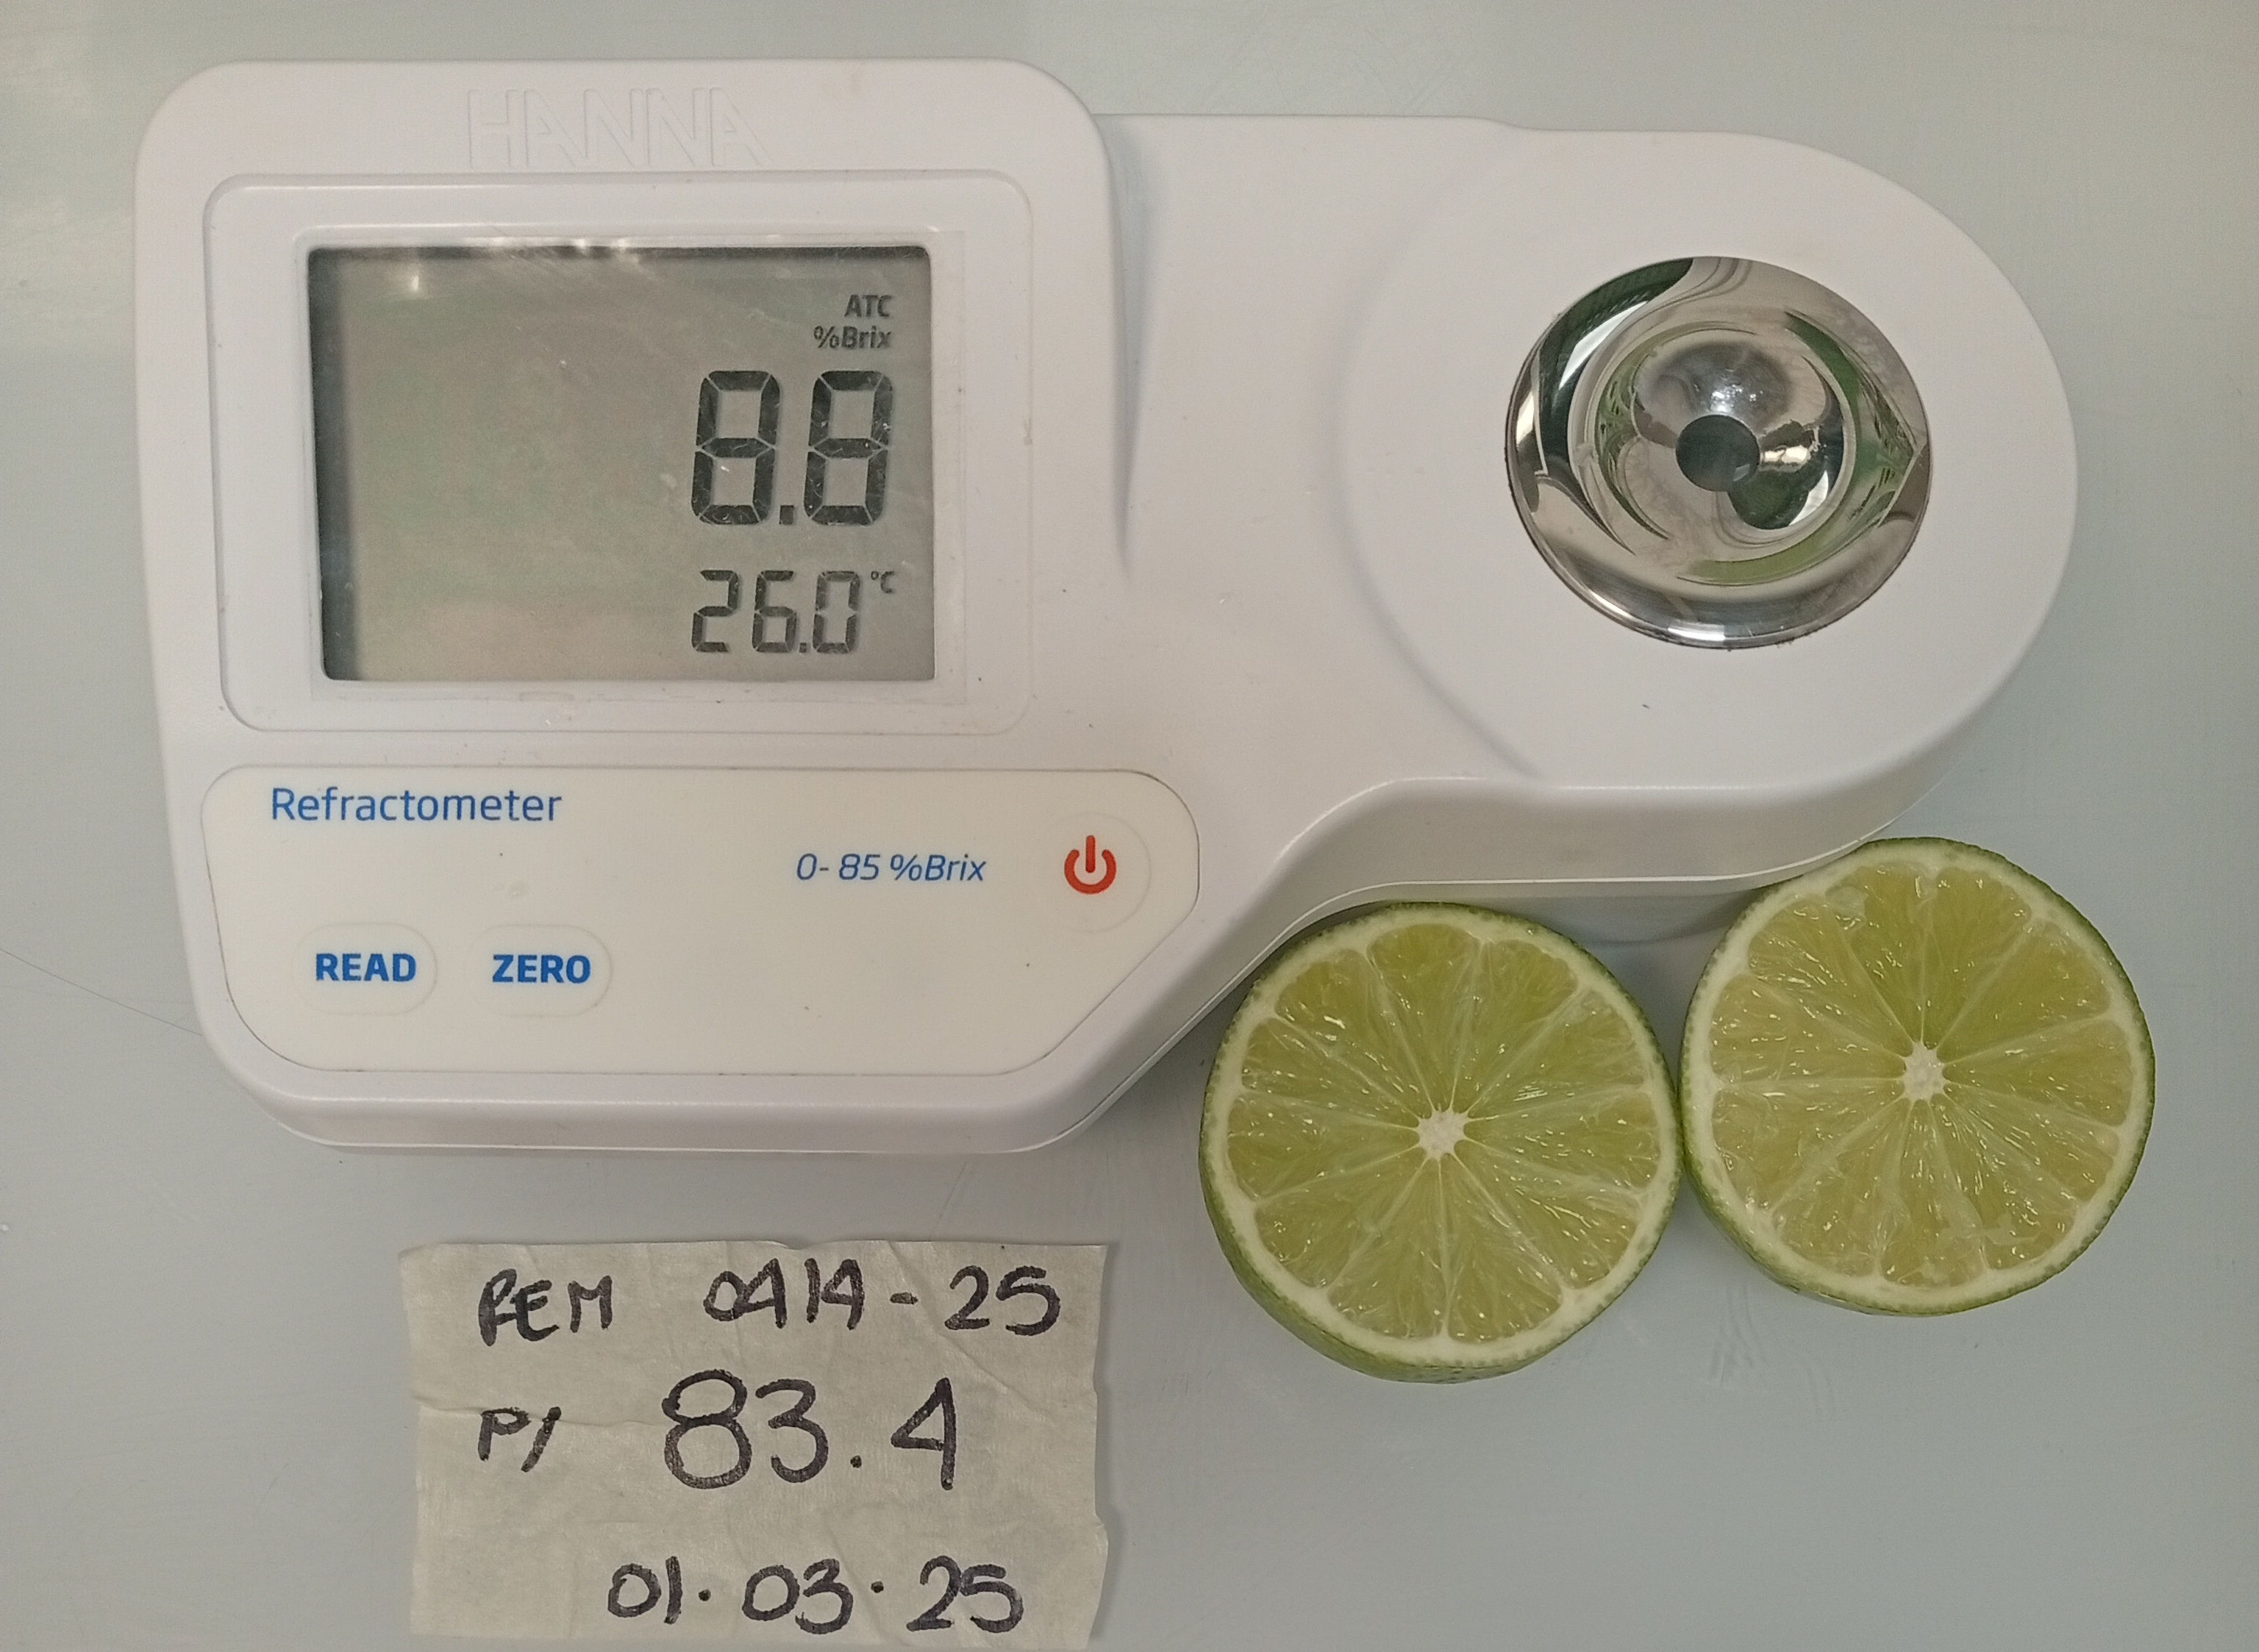 HANNA
ATC
%Brix
8.8
26.0 °C
Refractometer
0- 85 %Brix
READ ZERO
REM 0414-25
P/ 83.4
01.03.25